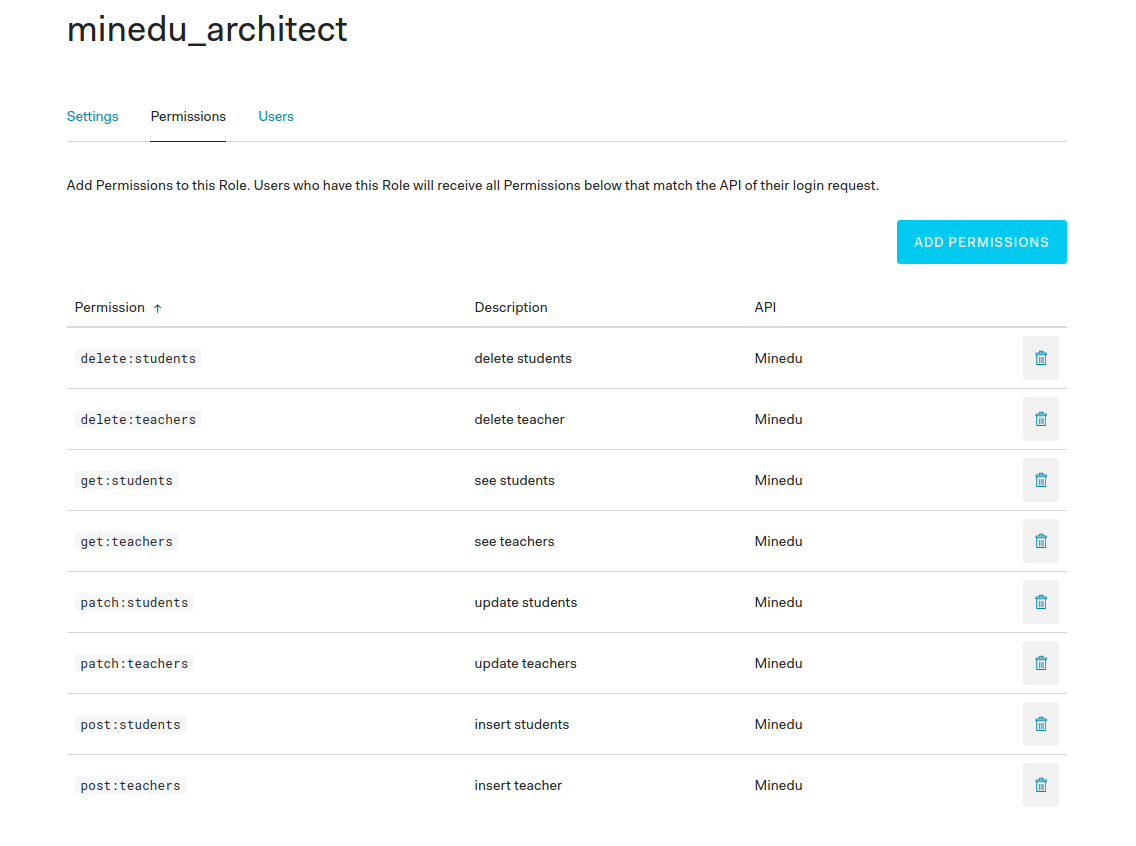 minedu_architect
Settings Permissions Users
Add Permissions to this Role. Users who have this Role will receive all Permissions below that match the API of their login request.
ADD PERMISSIONS
Permission ↑ Description API
delete:students delete students Minedu
delete:teachers delete teacher Minedu
get:students see students Minedu
get:teachers see teachers Minedu
patch:students update students Minedu
patch:teachers update teachers Minedu
post:students insert students Minedu
post:teachers insert teacher Minedu